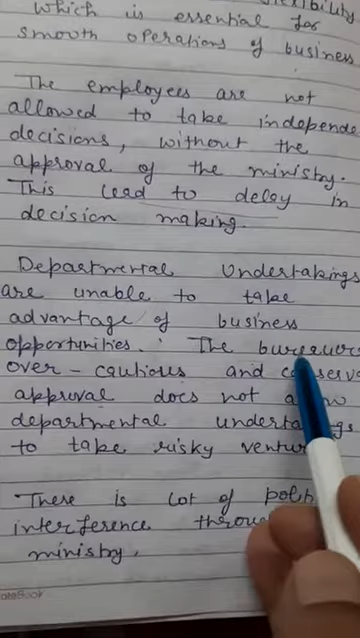 which is essential for
smooth operations of business
The employees are not
allowed to take independe
decisions, without the
approval of the ministry.
This lead to delay in
decision making.
Departmental Undertakings
are unable to take
advantage of business
opportunities. The
over-cautious and
approval does not
departmental
to take risky
There is lot of
interference
ministry.
oteBook